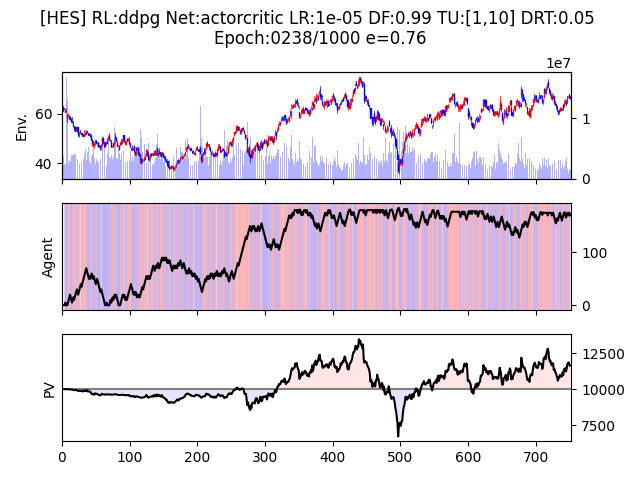 [HES] RL:ddpg Net:actorcritic LR:1e-05 DF:0.99 TU:[1,10] DRT:0.05
Epoch:0238/1000 e=0.76
1e7
Env.
60
40
1
0
Agent
100
0
PV
12500
10000
7500
0 100 200 300 400 500 600 700